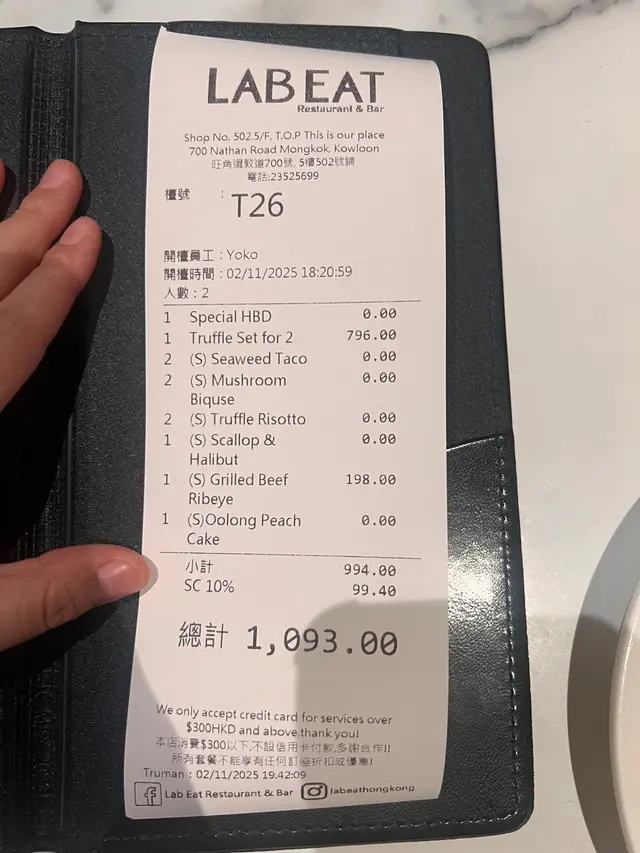 LAB EAT
Restaurant & Bar
Shop No. 502.5/F, T.O.P This is our place
700 Nathan Road Mongkok, Kowloon
旺角彌敦道700號, 5樓502號鋪
電話:23525699
檯號 : T26
開檯員工 : Yoko
開檯時間 : 02/11/2025 18:20:59
人數 : 2
1 Special HBD 0.00
1 Truffle Set for 2 796.00
2 (S) Seaweed Taco 0.00
2 (S) Mushroom 0.00
Biquse
2 (S) Truffle Risotto 0.00
1 (S) Scallop & 0.00
Halibut
1 (S) Grilled Beef 198.00
Ribeye
1 (S)Oolong Peach 0.00
Cake
小計 994.00
SC 10% 99.40
總計 1,093.00
We only accept credit card for services over
$300HKD and above,thank you!
本店消費$300以下,不設信用卡付款,多謝合作!!
所有套餐不能享有任何訂座折扣或優惠!
Truman : 02/11/2025 19:42:09
Lab Eat Restaurant & Bar labeathongkong